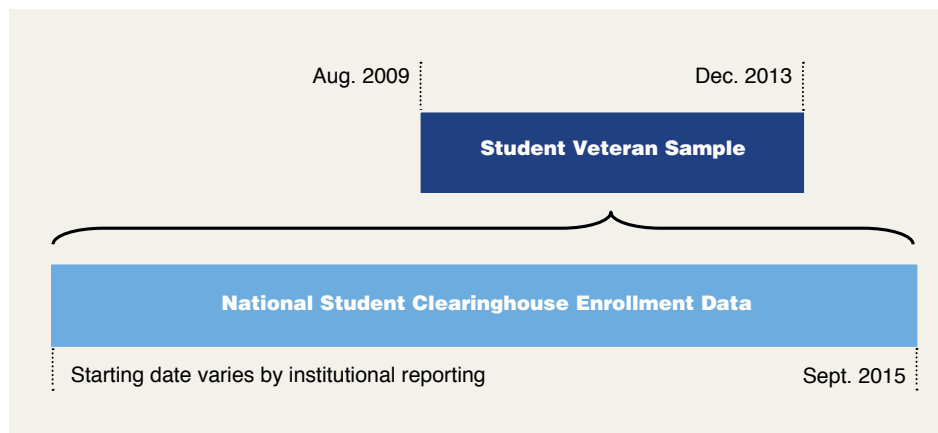 Aug. 2009
Dec. 2013
Student Veteran Sample
National Student Clearinghouse Enrollment Data
Starting date varies by institutional reporting
Sept. 2015